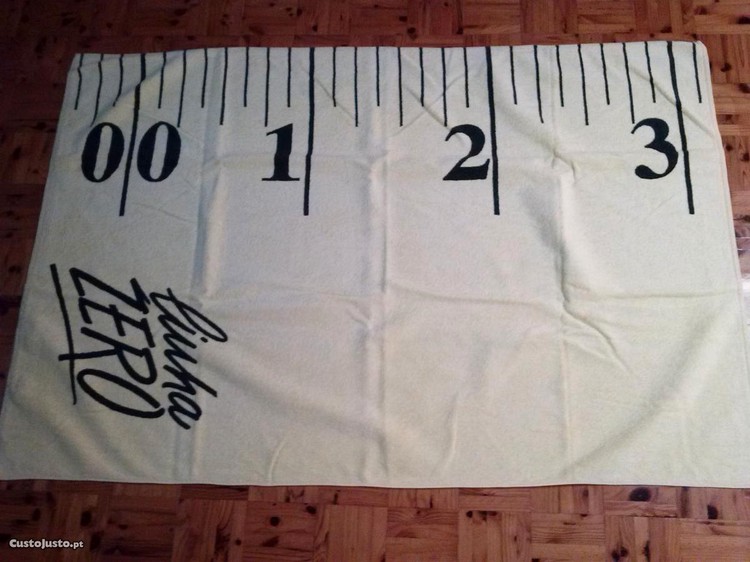 00 1 2 3
linha
ZERO
CustoJusto.pt